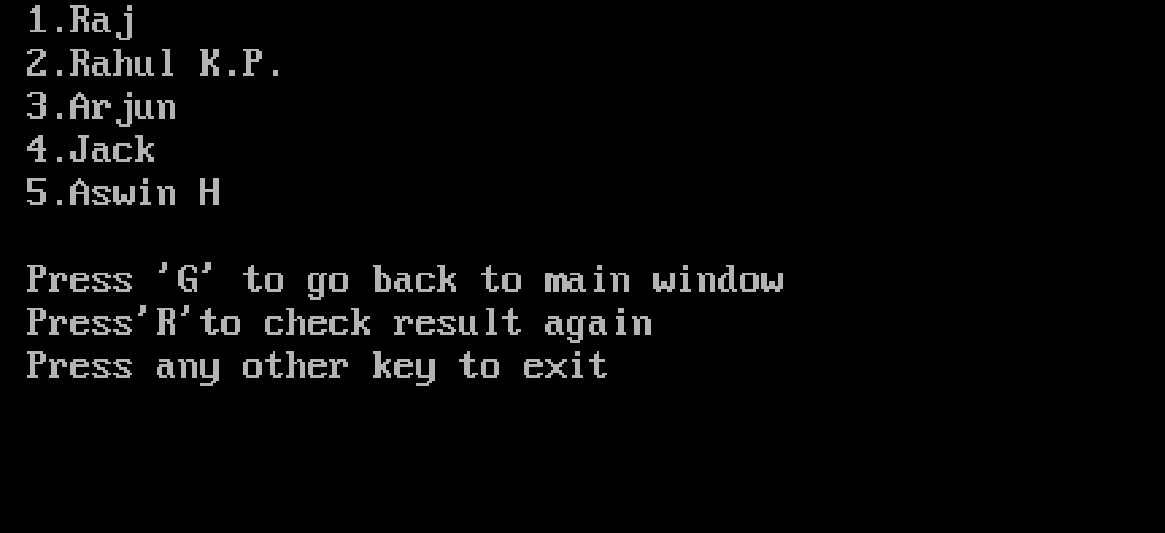 1.Raj
2.Rahul K.P.
3.Arjun
4.Jack
5.Aswin H
Press 'G' to go back to main window
Press'R'to check result again
Press any other key to exit